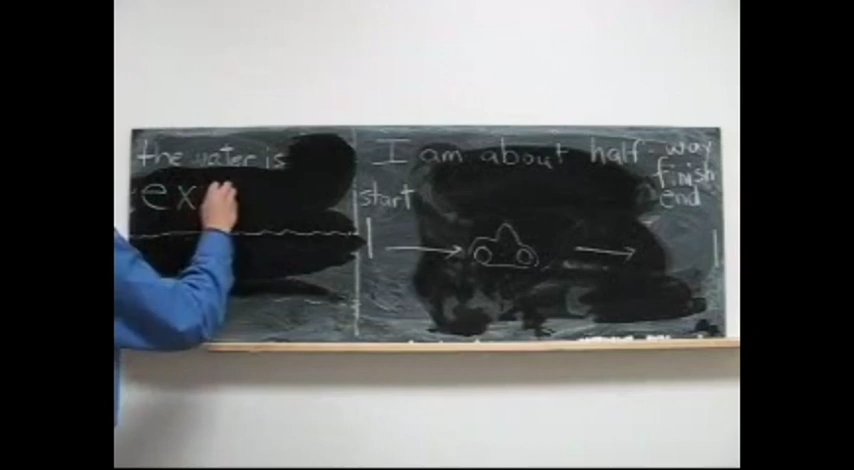 the water is
ex
I am about half-way
start
finish
end